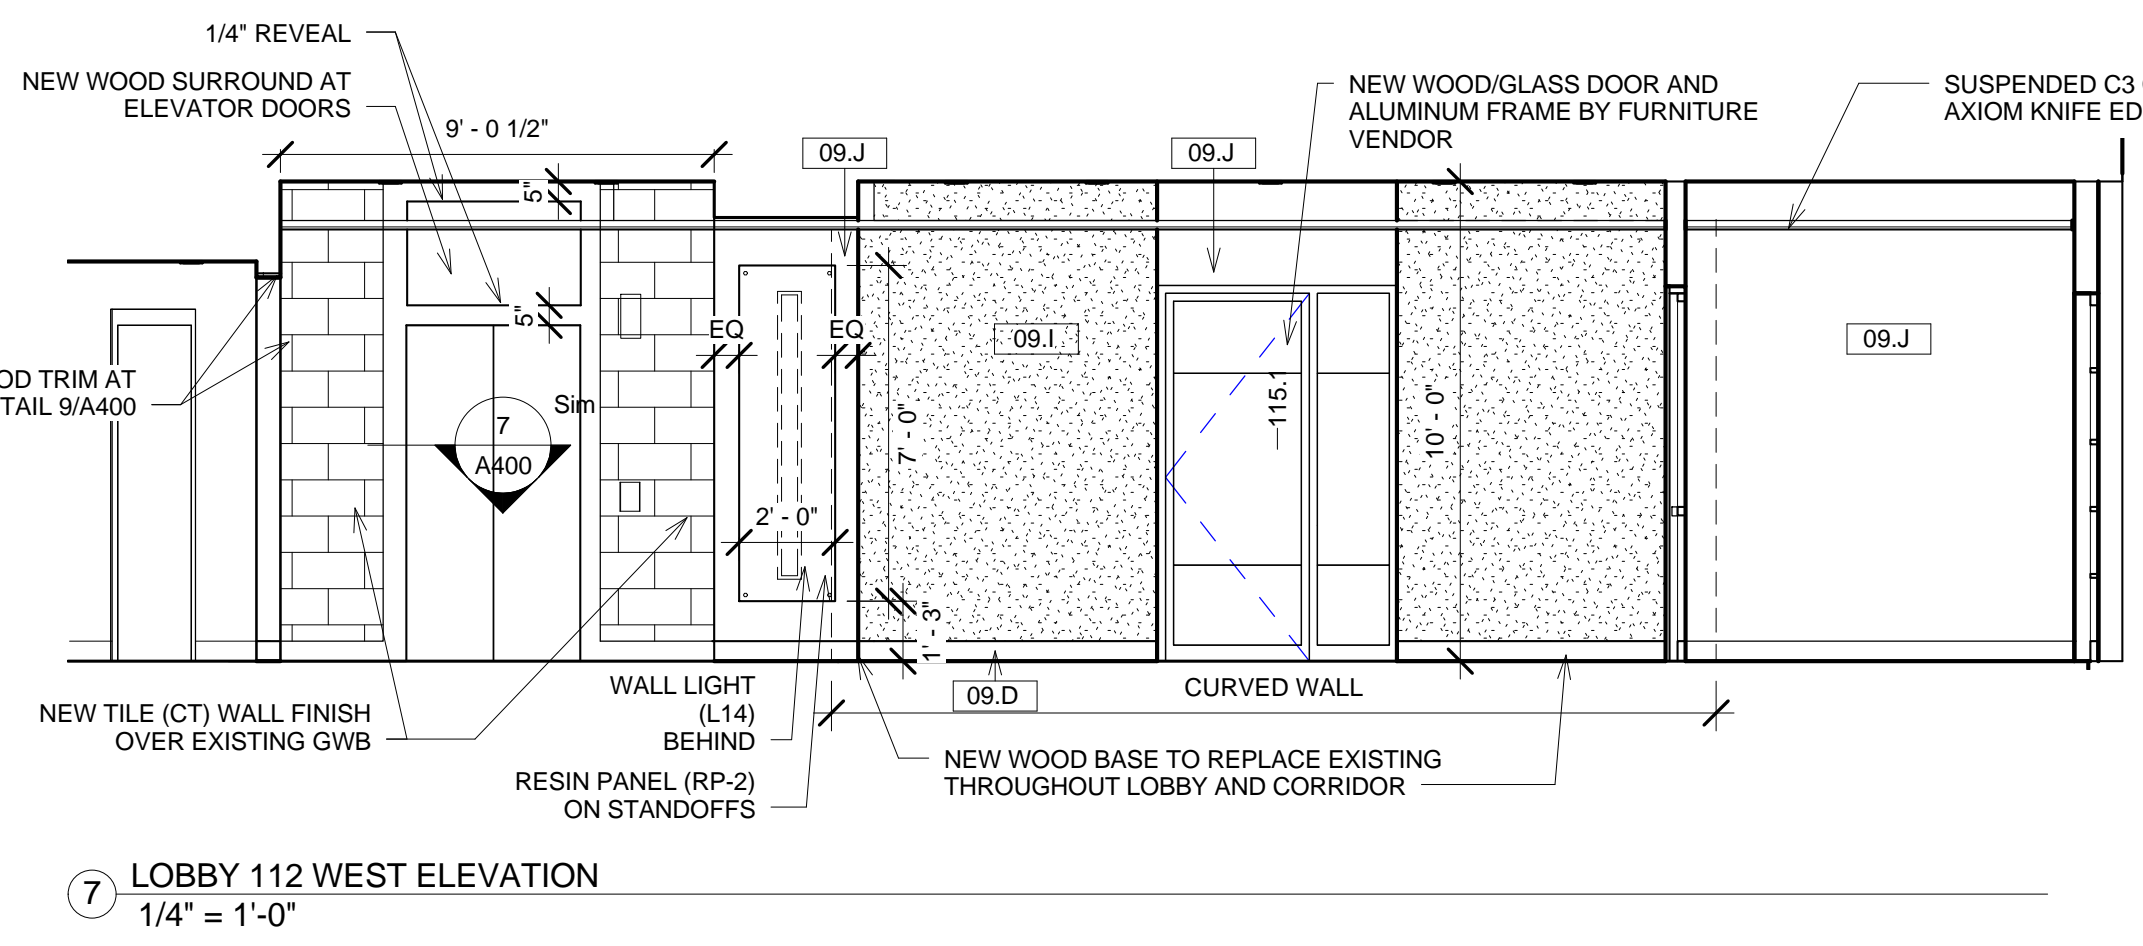 1/4" REVEAL
NEW WOOD SURROUND AT
ELEVATOR DOORS
9' - 0 1/2"
09.J
09.J
NEW WOOD/GLASS DOOR AND
ALUMINUM FRAME BY FURNITURE
VENDOR
SUSPENDED C3
AXIOM KNIFE ED
5"
5"
EQ
EQ
09.I
09.J
OD TRIM AT
TAIL 9/A400
Sim
7
A400
7' - 0"
115.1
10' - 0"
2' - 0"
1' - 3"
09.D
CURVED WALL
WALL LIGHT
(L14)
BEHIND
NEW TILE (CT) WALL FINISH
OVER EXISTING GWB
RESIN PANEL (RP-2)
ON STANDOFFS
NEW WOOD BASE TO REPLACE EXISTING
THROUGHOUT LOBBY AND CORRIDOR
7
LOBBY 112 WEST ELEVATION
1/4" = 1'-0"